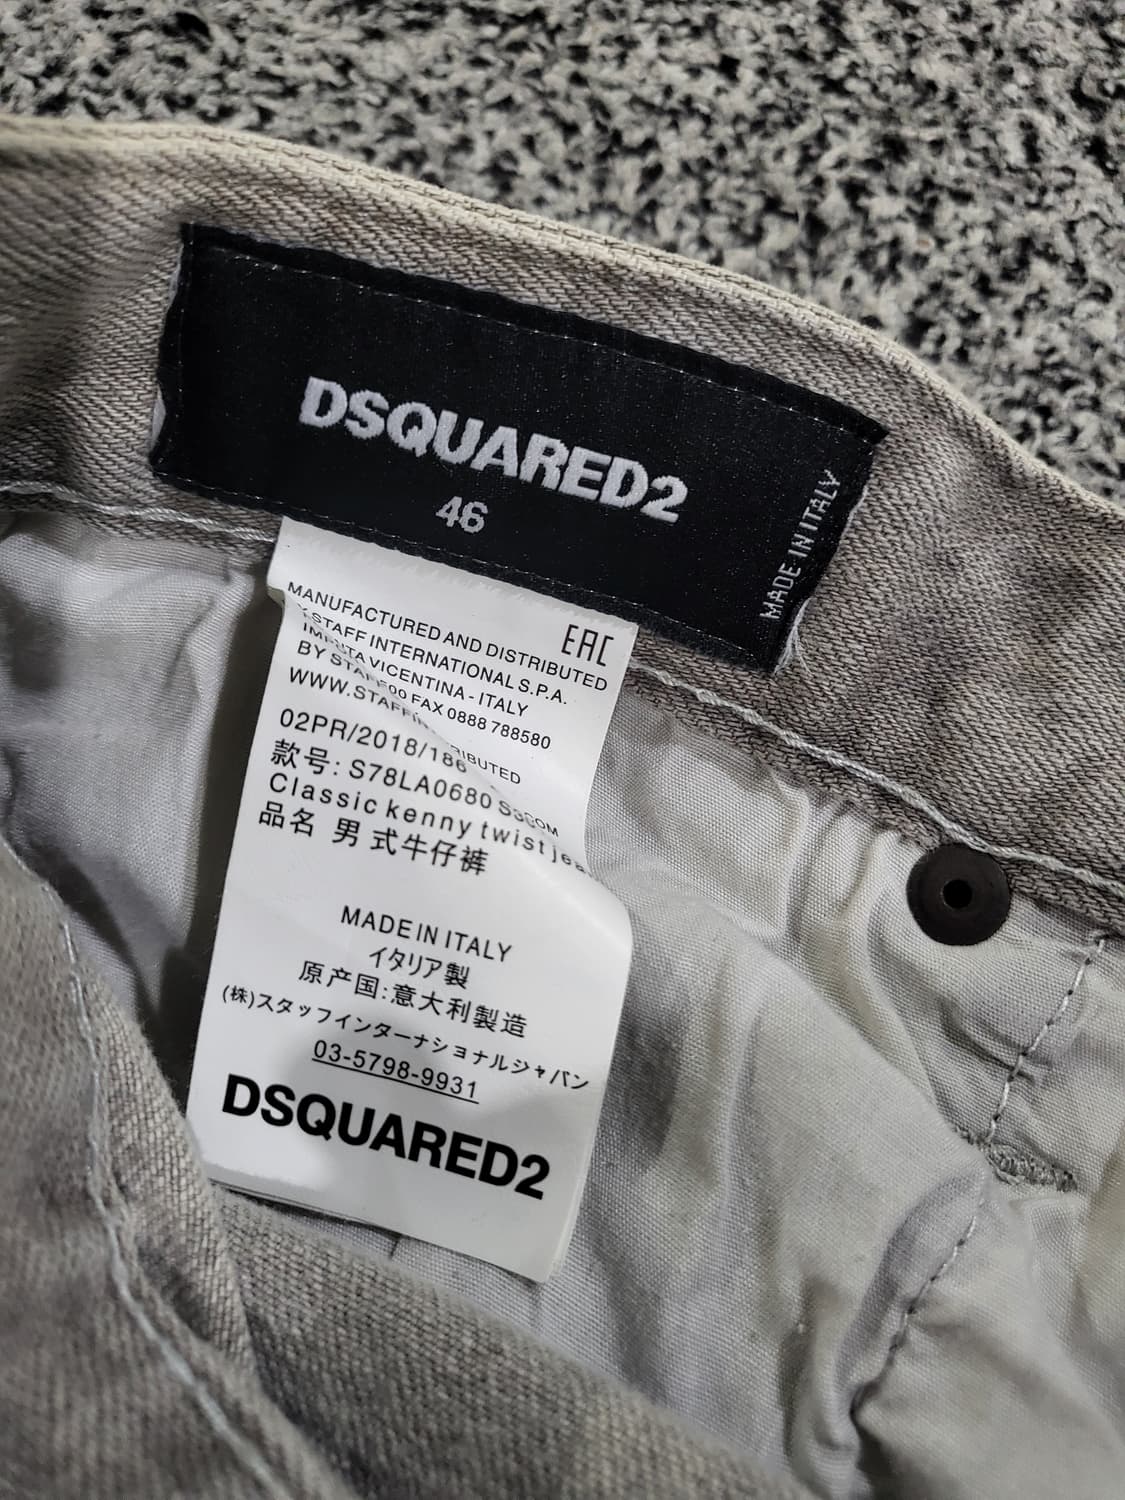 DSQUARED2
46
MADE IN ITALY
EAC
MANUFACTURED AND DISTRIBUTED
STAFF INTERNATIONAL S.P.A.
VICENTINA - ITALY
BY FAX 0888 788580
02PR/2018/186
款号: S78LA0680
Classic kenny twist
品名 男式牛仔裤
MADE IN ITALY
イタリア製
原产国:意大利製造
(株)スタッフインターナショナルジャパン
03-5798-9931
DSQUARED2